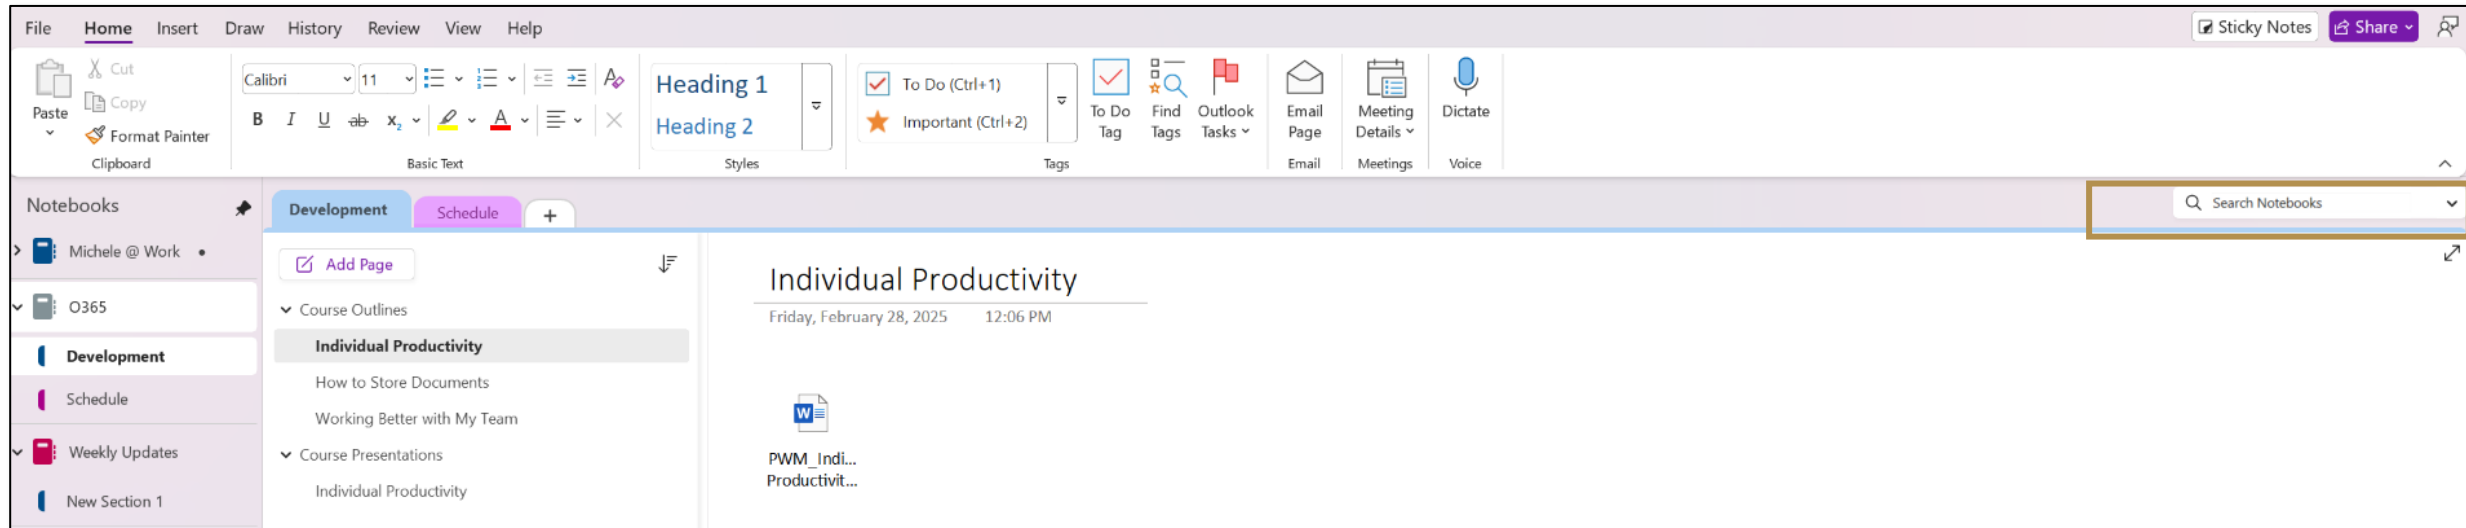 File Home Insert Draw History Review View Help
Sticky Notes Share
Paste
Cut
Copy
Format Painter
Clipboard
Calibri 11
B I U ab x2 A
Basic Text
Heading 1
Heading 2
Styles
To Do (Ctrl+1)
Important (Ctrl+2)
To Do Tag
Find Tags
Outlook Tasks
Tags
Email Page
Email
Meeting Details
Meetings
Dictate
Voice
Notebooks
Michele @ Work
O365
Development
Schedule
Weekly Updates
New Section 1
Development Schedule +
Search Notebooks
Add Page
Course Outlines
Individual Productivity
How to Store Documents
Working Better with My Team
Course Presentations
Individual Productivity
Individual Productivity
Friday, February 28, 2025 12:06 PM
W
PWM_Indi...
Productivit...